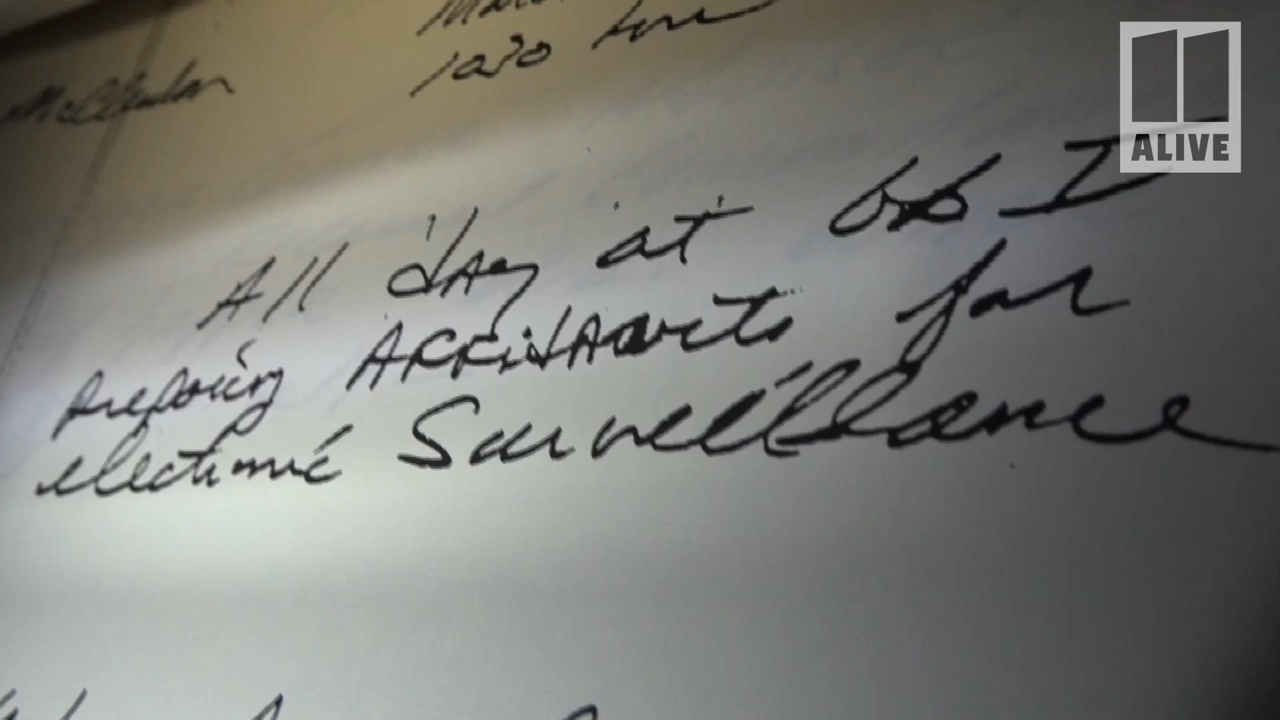 1030
ALIVE
All day at GBI
preparing Affidavits for
electronic Surveillance